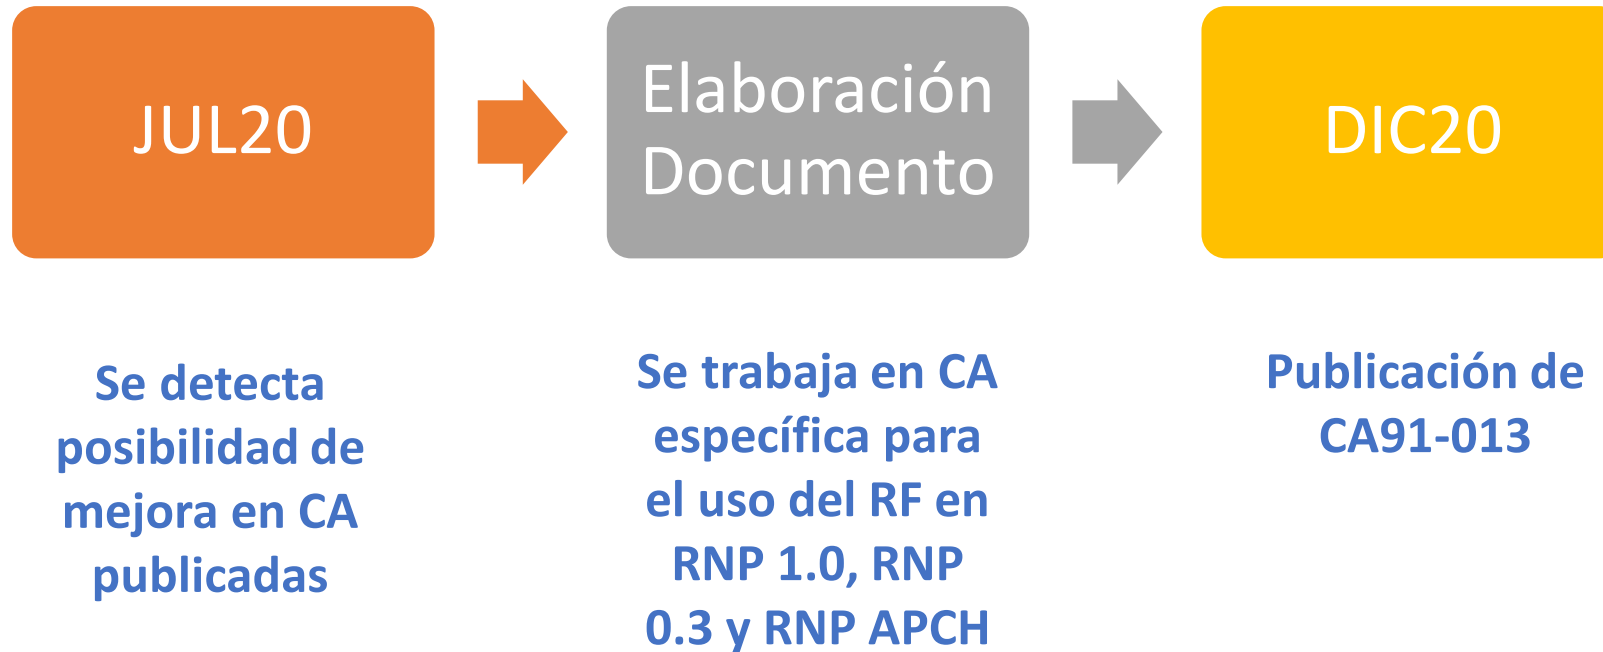 JUL20
Elaboración
Documento
DIC20
Se detecta
posibilidad de
mejora en CA
publicadas
Se trabaja en CA
específica para
el uso del RF en
RNP 1.0, RNP
0.3 y RNP APCH
Publicación de
CA91-013